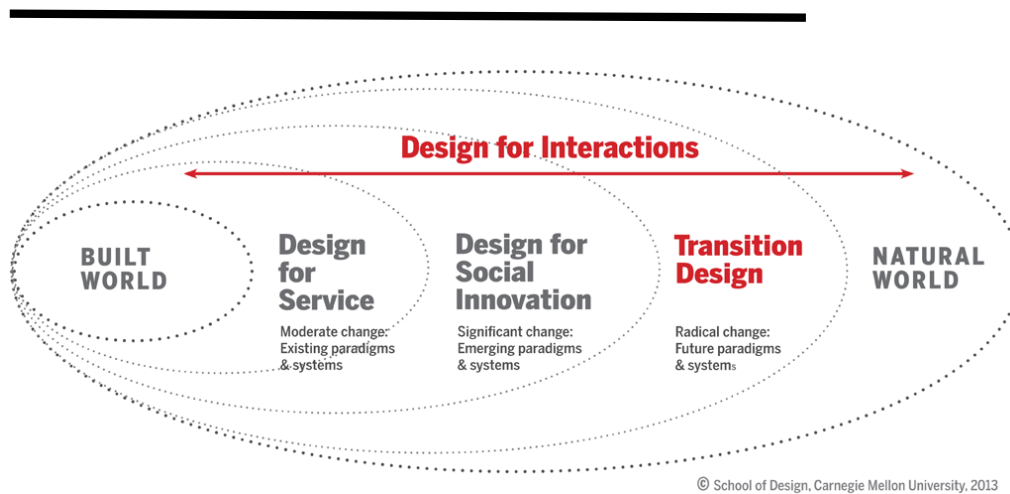 Design for Interactions
BUILT
WORLD
Design
for
Service
Moderate change:
Existing paradigms
& systems
Design for
Social
Innovation
Significant change:
Emerging paradigms
& systems
Transition
Design
Radical change:
Future paradigms
& systems
NATURAL
WORLD
© School of Design, Carnegie Mellon University, 2013